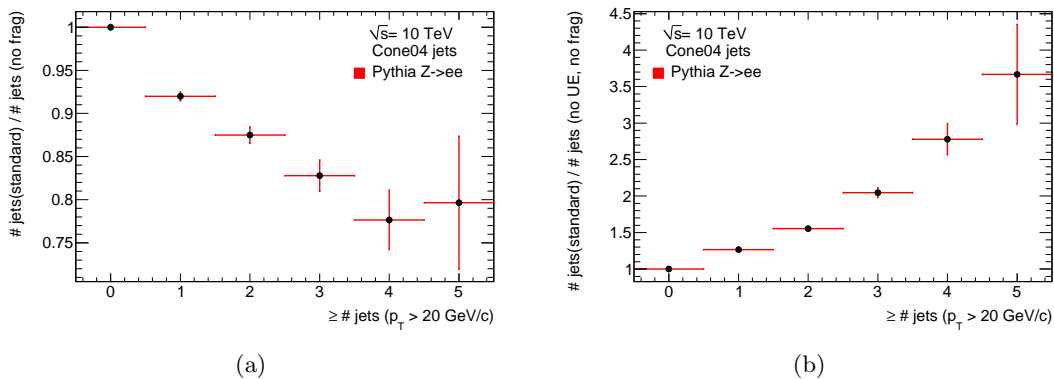 # jets(standard) / # jets (no frag)
1
0.95
0.9
0.85
0.8
0.75
√s= 10 TeV
Cone04 jets
Pythia Z->ee
0 1 2 3 4 5
≥ # jets (p_T > 20 GeV/c)
(a)
# jets(standard) / # jets (no UE, no frag)
4.5
4
3.5
3
2.5
2
1.5
1
√s= 10 TeV
Cone04 jets
Pythia Z->ee
0 1 2 3 4 5
≥ # jets (p_T > 20 GeV/c)
(b)